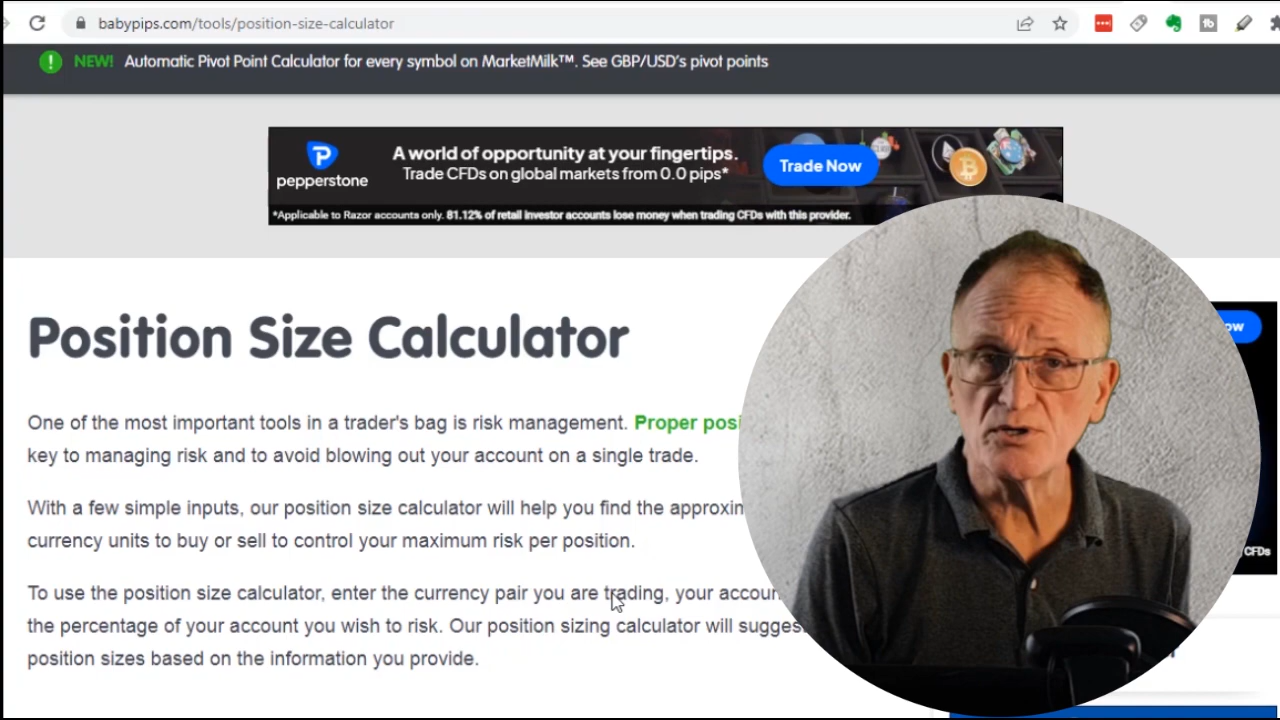 babypips.com/tools/position-size-calculator
NEW! Automatic Pivot Point Calculator for every symbol on MarketMilk™. See GBP/USD's pivot points
P
pepperstone
A world of opportunity at your fingertips.
Trade CFDs on global markets from 0.0 pips*
Trade Now
*Applicable to Razor accounts only. 81.12% of retail investor accounts lose money when trading CFDs with this provider.
Position Size Calculator
ow
One of the most important tools in a trader's bag is risk management. Proper posi
key to managing risk and to avoid blowing out your account on a single trade.
With a few simple inputs, our position size calculator will help you find the approxim
currency units to buy or sell to control your maximum risk per position.
CFDs
To use the position size calculator, enter the currency pair you are trading, your accoun
the percentage of your account you wish to risk. Our position sizing calculator will sugges
position sizes based on the information you provide.